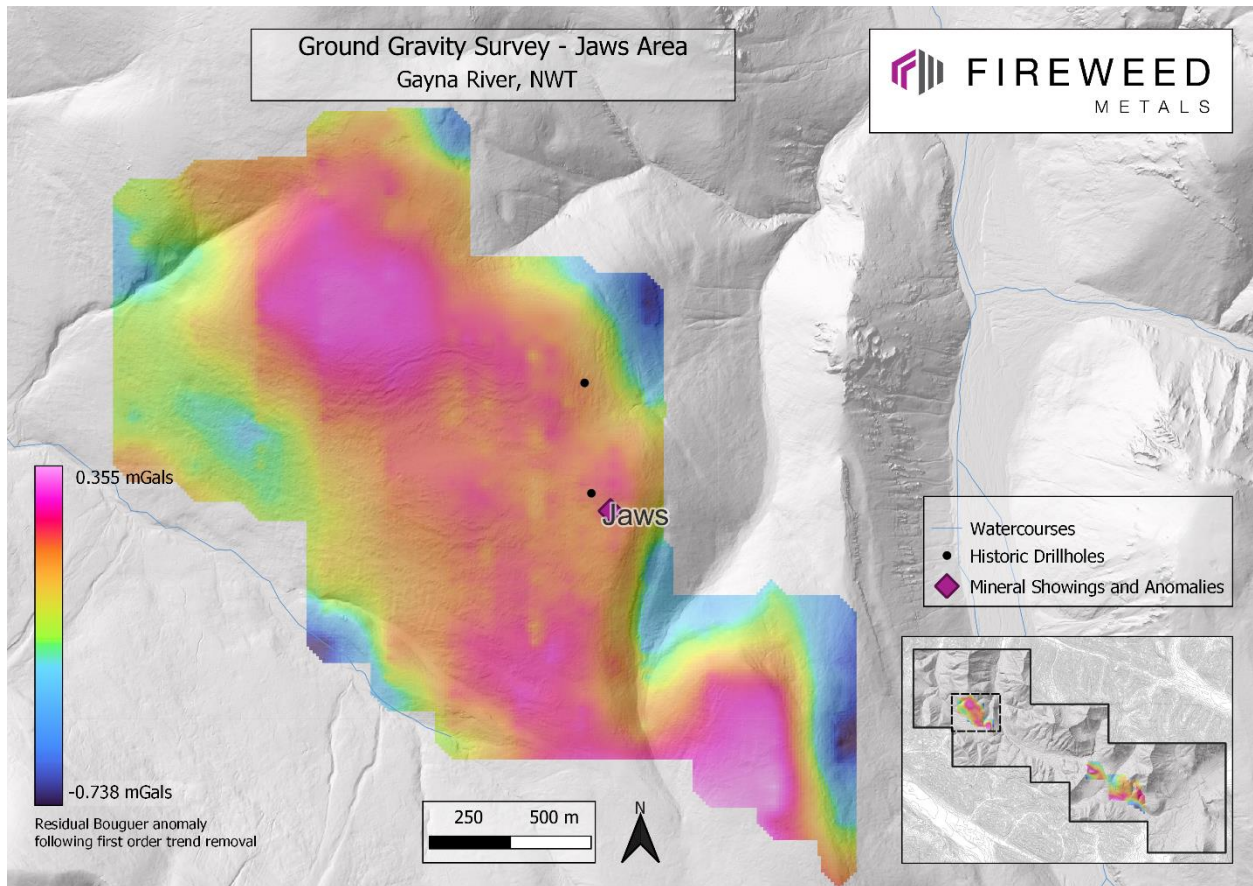 Ground Gravity Survey - Jaws Area
Gayna River, NWT
FIREWEED
METALS
Jaws
0.355 mGals
-0.738 mGals
Residual Bouguer anomaly
following first order trend removal
250 500 m
N
Watercourses
Historic Drillholes
Mineral Showings and Anomalies